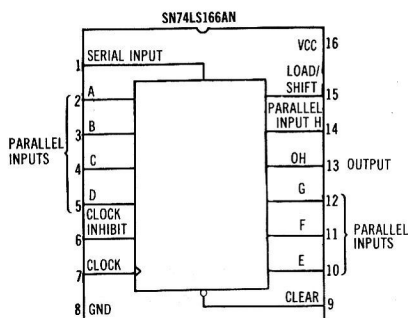 SN74LS166AN
VCC 16
SERIAL INPUT
1
LOAD/
SHIFT
15
2 A
PARALLEL
INPUT H
14
3 B
PARALLEL
INPUTS
4 C
OH
13 OUTPUT
5 D
G
12
CLOCK
INHIBIT
6
F
11
PARALLEL
INPUTS
7 CLOCK
E
10
8 GND
CLEAR
9